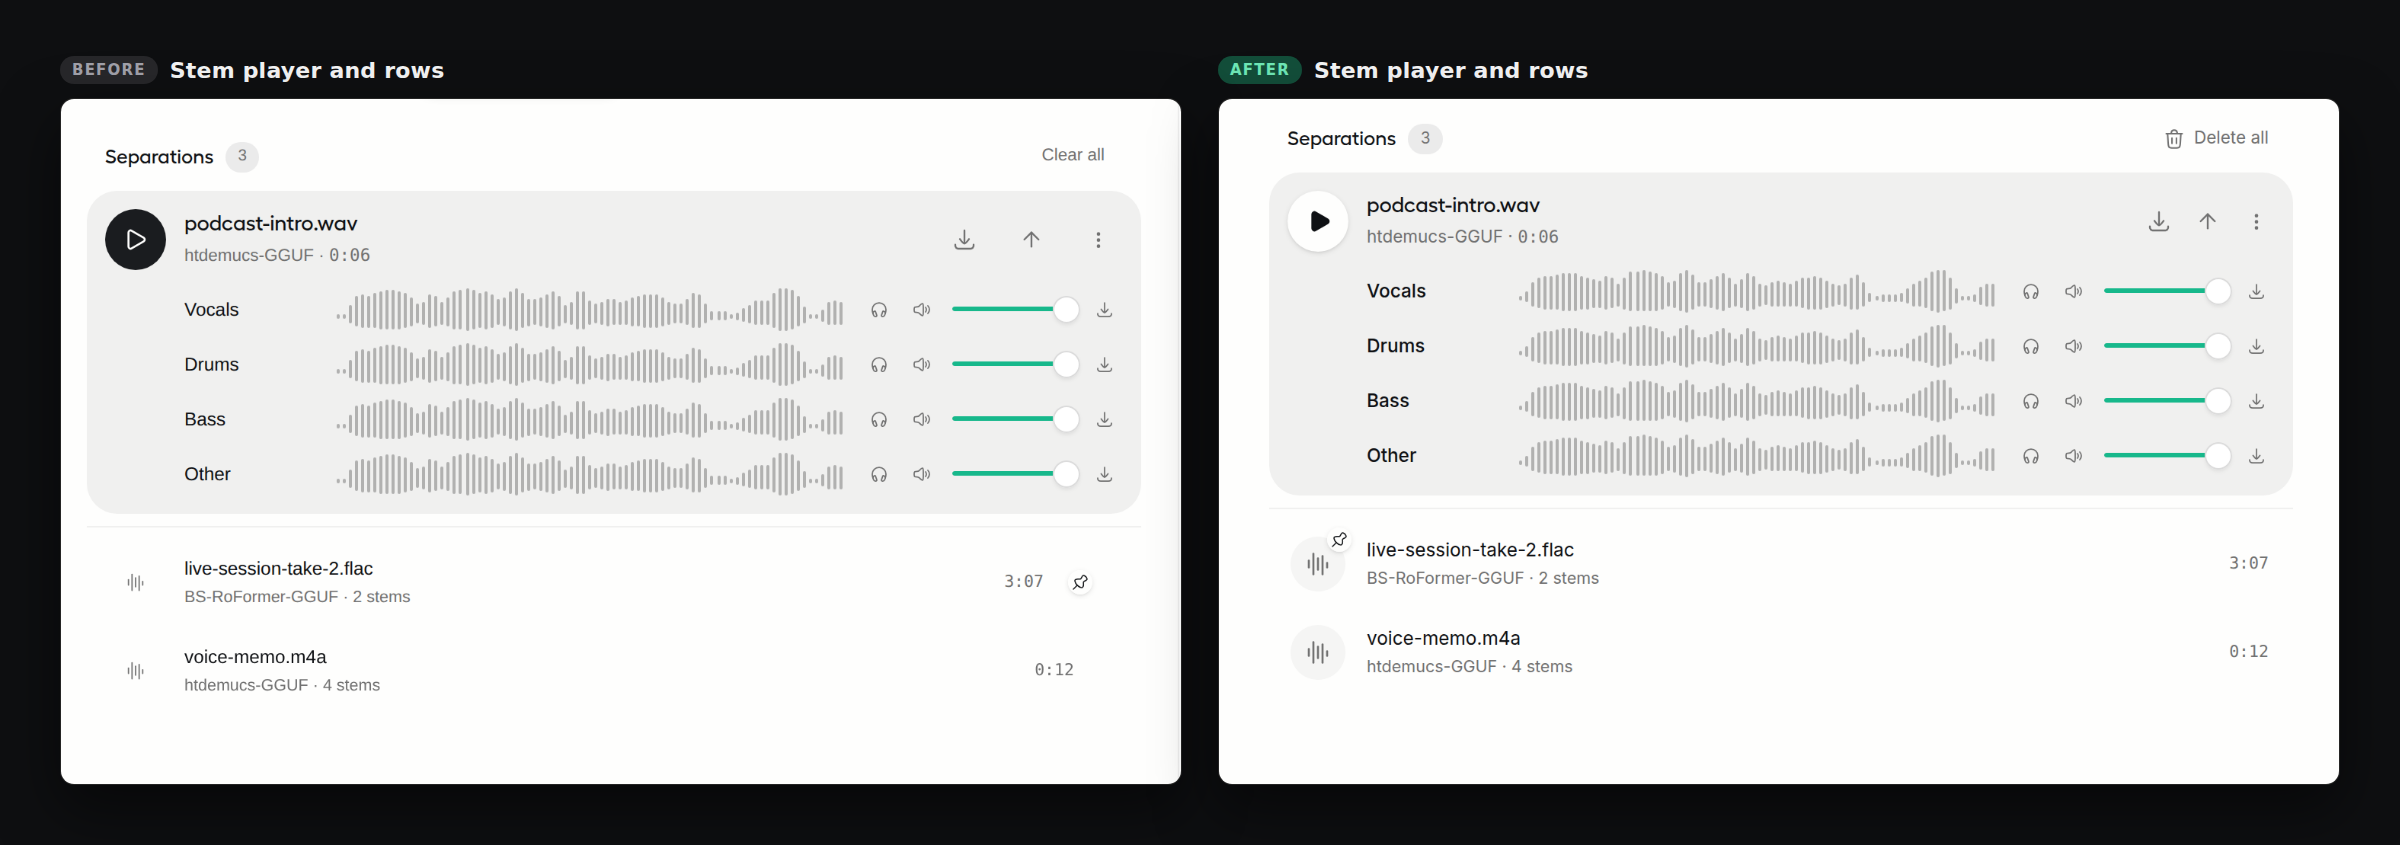 BEFORE Stem player and rows
Separations 3 Clear all
podcast-intro.wav
htdemucs-GGUF · 0:06
Vocals
Drums
Bass
Other
live-session-take-2.flac
BS-RoFormer-GGUF · 2 stems
3:07
voice-memo.m4a
htdemucs-GGUF · 4 stems
0:12
AFTER Stem player and rows
Separations 3 Delete all
podcast-intro.wav
htdemucs-GGUF · 0:06
Vocals
Drums
Bass
Other
live-session-take-2.flac
BS-RoFormer-GGUF · 2 stems
3:07
voice-memo.m4a
htdemucs-GGUF · 4 stems
0:12